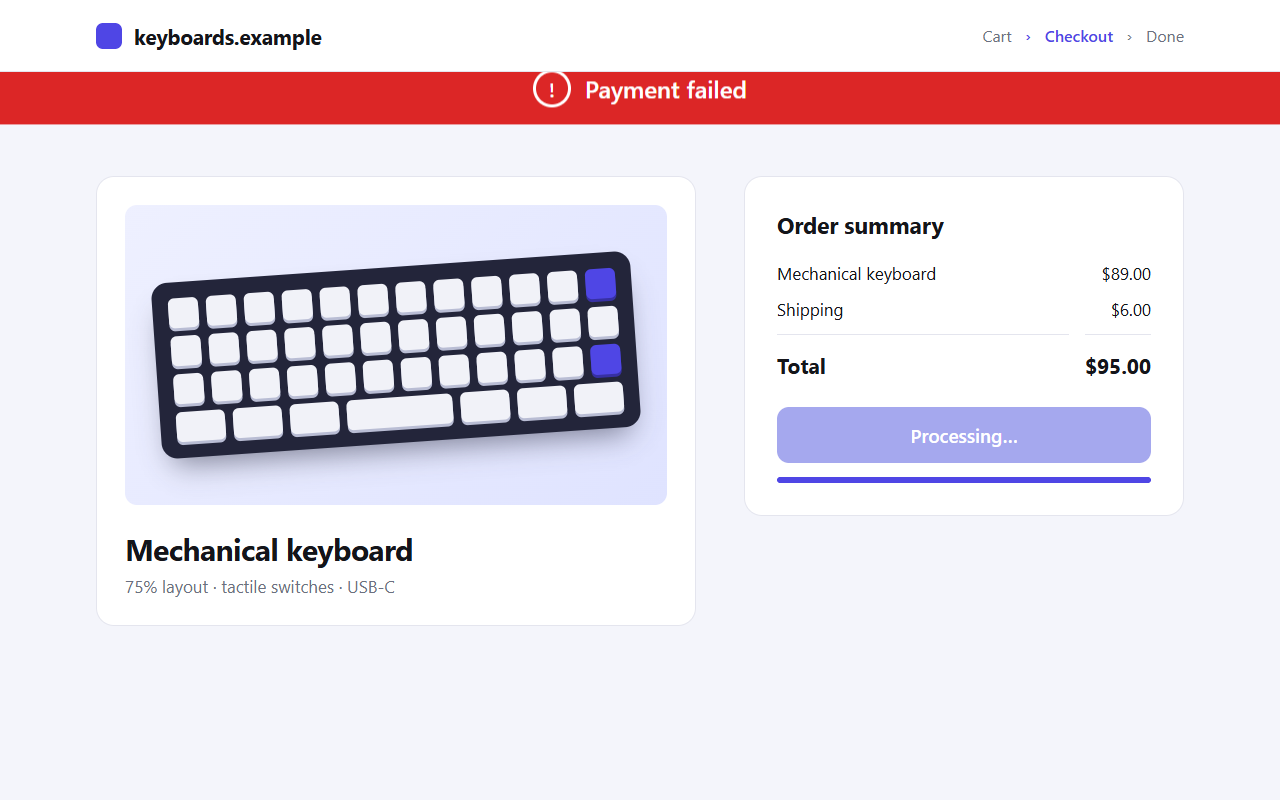 keyboards.example
Cart › Checkout › Done
! Payment failed
Order summary
Mechanical keyboard $89.00
Shipping $6.00
Total $95.00
Processing...
Mechanical keyboard
75% layout · tactile switches · USB-C